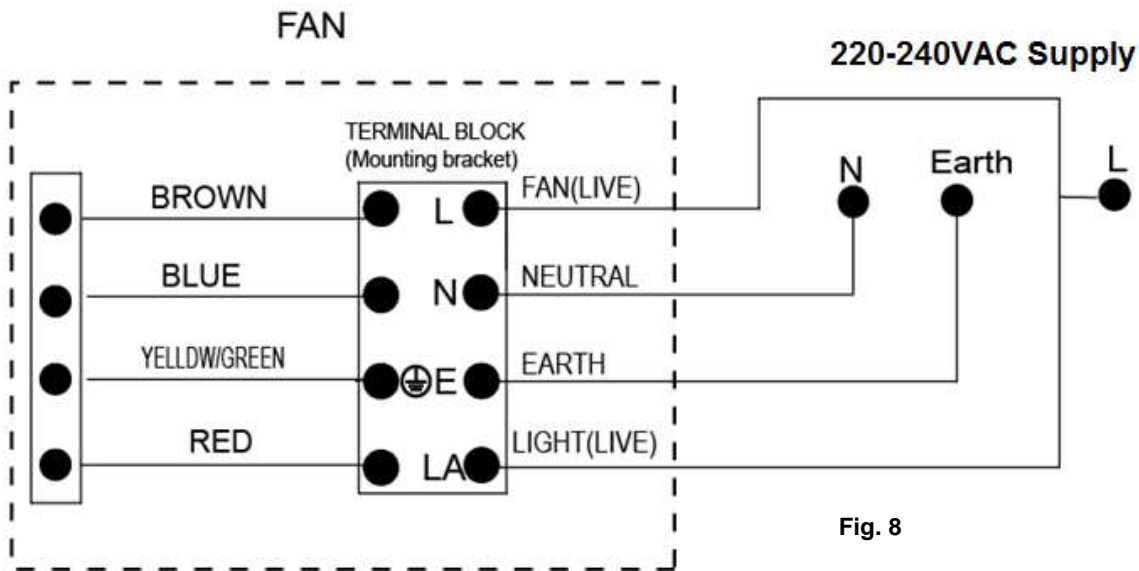 FAN
220-240VAC Supply
TERMINAL BLOCK
(Mounting bracket)
BROWN
L
FAN(LIVE)
N
Earth
L
BLUE
N
NEUTRAL
YELLDW/GREEN
E
EARTH
RED
LA
LIGHT(LIVE)
Fig. 8